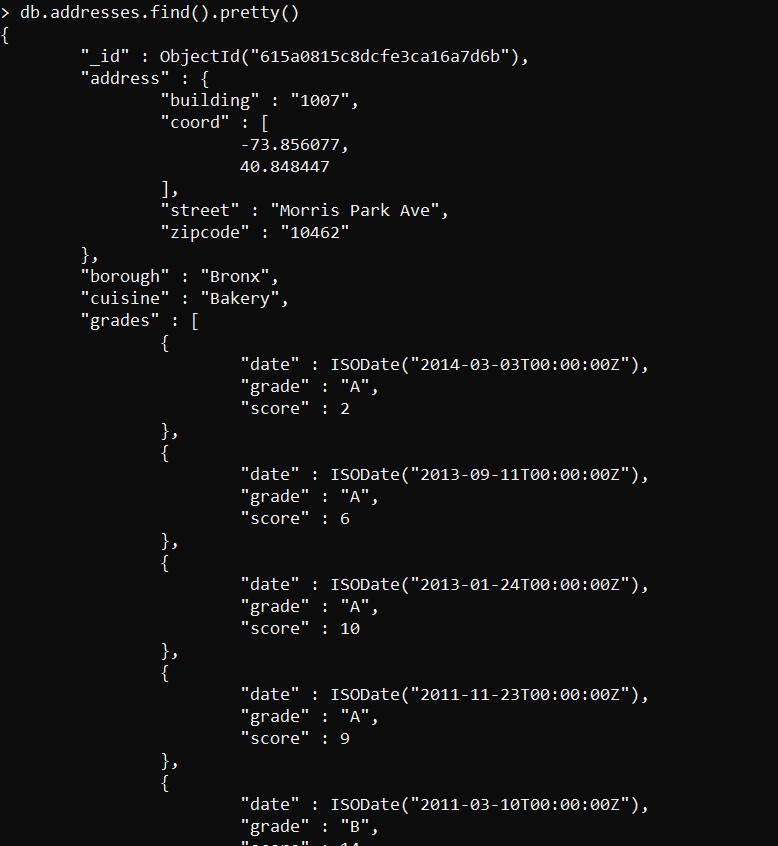 > db.addresses.find().pretty()
{
"_id" : ObjectId("615a0815c8dcfe3ca16a7d6b"),
"address" : {
"building" : "1007",
"coord" : [
-73.856077,
40.848447
],
"street" : "Morris Park Ave",
"zipcode" : "10462"
},
"borough" : "Bronx",
"cuisine" : "Bakery",
"grades" : [
{
"date" : ISODate("2014-03-03T00:00:00Z"),
"grade" : "A",
"score" : 2
},
{
"date" : ISODate("2013-09-11T00:00:00Z"),
"grade" : "A",
"score" : 6
},
{
"date" : ISODate("2013-01-24T00:00:00Z"),
"grade" : "A",
"score" : 10
},
{
"date" : ISODate("2011-11-23T00:00:00Z"),
"grade" : "A",
"score" : 9
},
{
"date" : ISODate("2011-03-10T00:00:00Z"),
"grade" : "B",